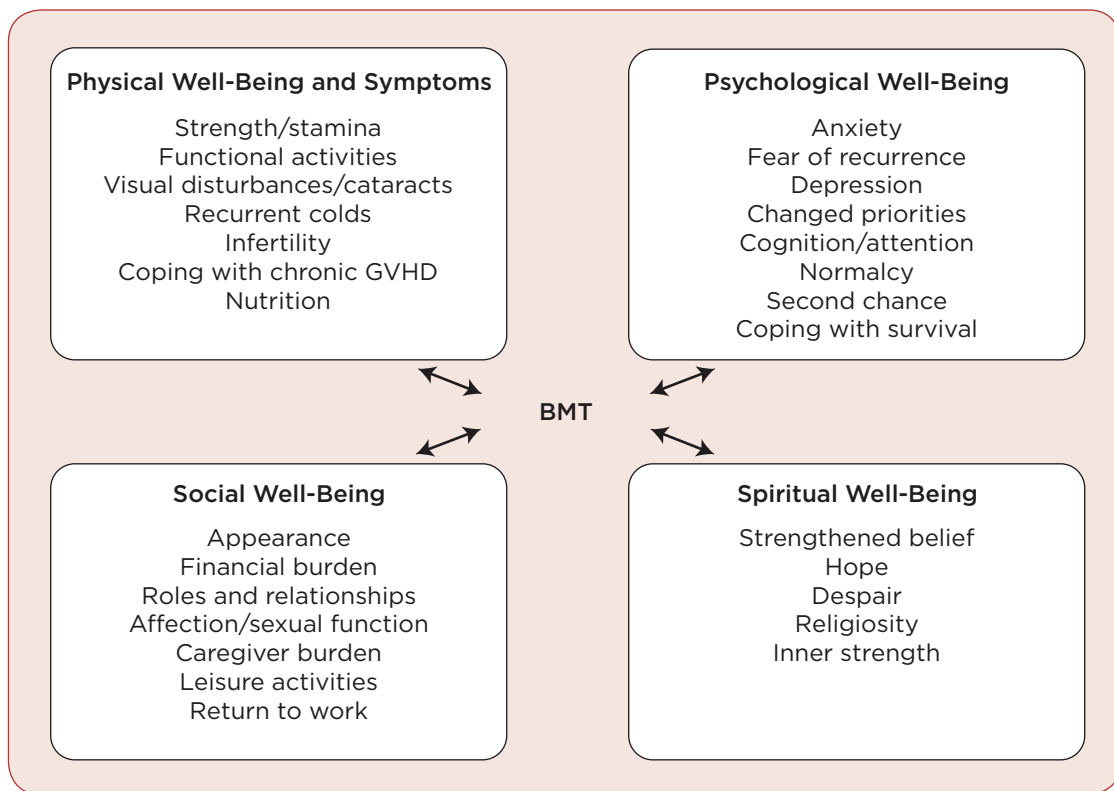 Physical Well-Being and Symptoms
Strength/stamina
Functional activities
Visual disturbances/cataracts
Recurrent colds
Infertility
Coping with chronic GVHD
Nutrition
Psychological Well-Being
Anxiety
Fear of recurrence
Depression
Changed priorities
Cognition/attention
Normalcy
Second chance
Coping with survival
BMT
Social Well-Being
Appearance
Financial burden
Roles and relationships
Affection/sexual function
Caregiver burden
Leisure activities
Return to work
Spiritual Well-Being
Strengthened belief
Hope
Despair
Religiosity
Inner strength